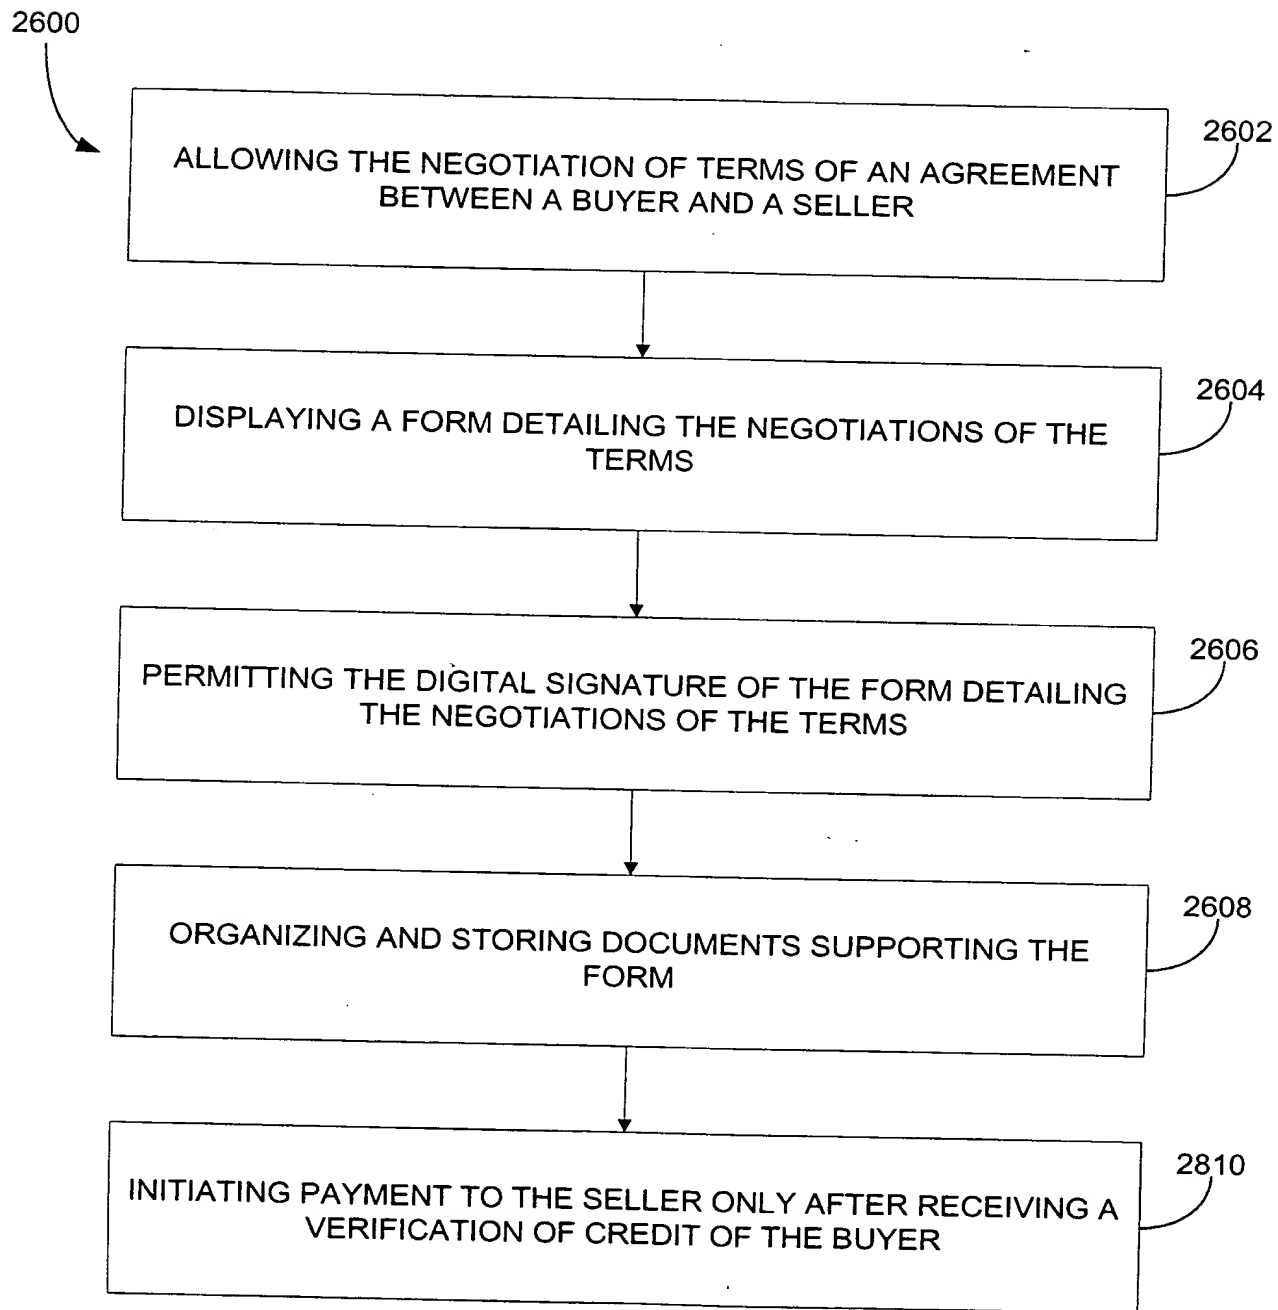 2600
2602
ALLOWING THE NEGOTIATION OF TERMS OF AN AGREEMENT
BETWEEN A BUYER AND A SELLER
2604
DISPLAYING A FORM DETAILING THE NEGOTIATIONS OF THE
TERMS
2606
PERMITTING THE DIGITAL SIGNATURE OF THE FORM DETAILING
THE NEGOTIATIONS OF THE TERMS
2608
ORGANIZING AND STORING DOCUMENTS SUPPORTING THE
FORM
2810
INITIATING PAYMENT TO THE SELLER ONLY AFTER RECEIVING A
VERIFICATION OF CREDIT OF THE BUYER